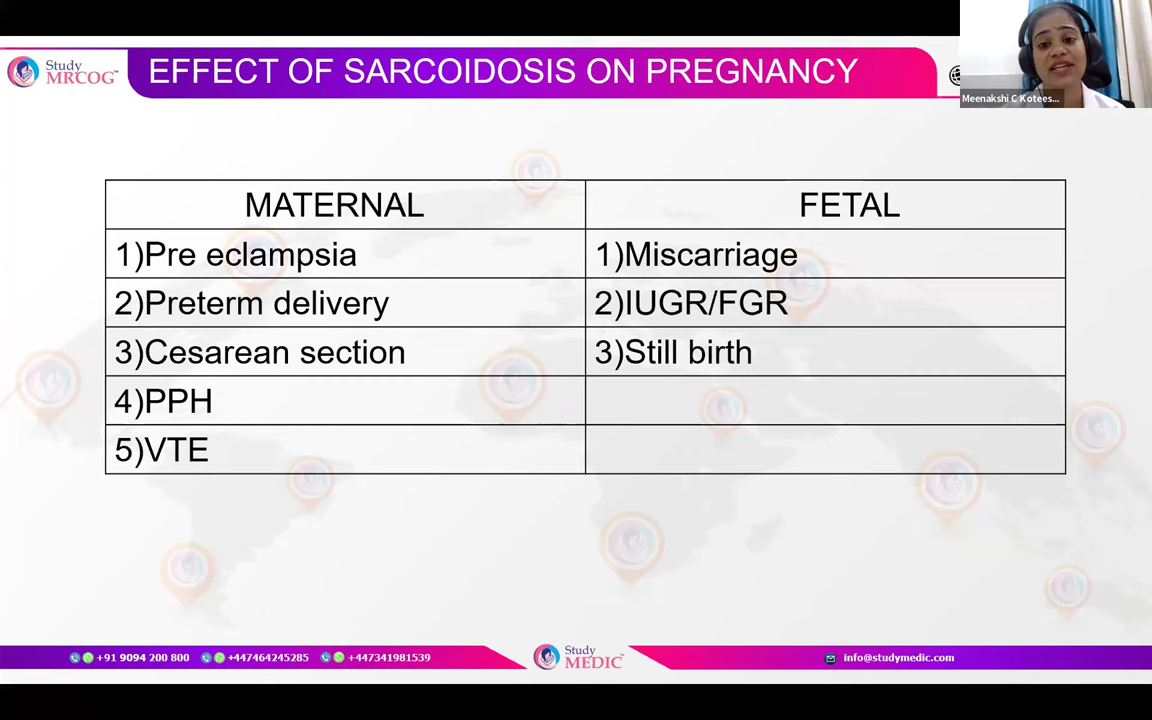 Study
MRCOG™
EFFECT OF SARCOIDOSIS ON PREGNANCY
Meenakshi C Kotees...
MATERNAL
FETAL
1)Pre eclampsia
1)Miscarriage
2)Preterm delivery
2)IUGR/FGR
3)Cesarean section
3)Still birth
4)PPH
5)VTE
+91 9094 200 800
+447464245285
+447341981539
Study
MEDIC™
info@studymedic.com